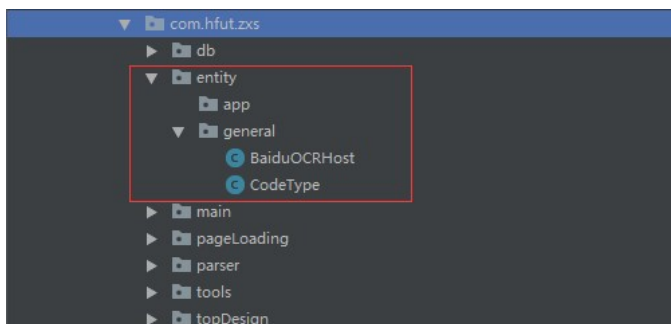 com.hfut.zxs
db
entity
app
general
BaiduOCRHost
CodeType
main
pageLoading
parser
tools
topDesign